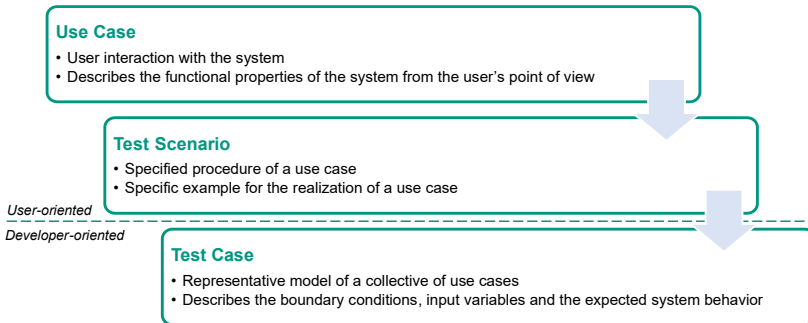 Use Case
• User interaction with the system
• Describes the functional properties of the system from the user's point of view
Test Scenario
• Specified procedure of a use case
• Specific example for the realization of a use case
User-oriented
Developer-oriented
Test Case
• Representative model of a collective of use cases
• Describes the boundary conditions, input variables and the expected system behavior